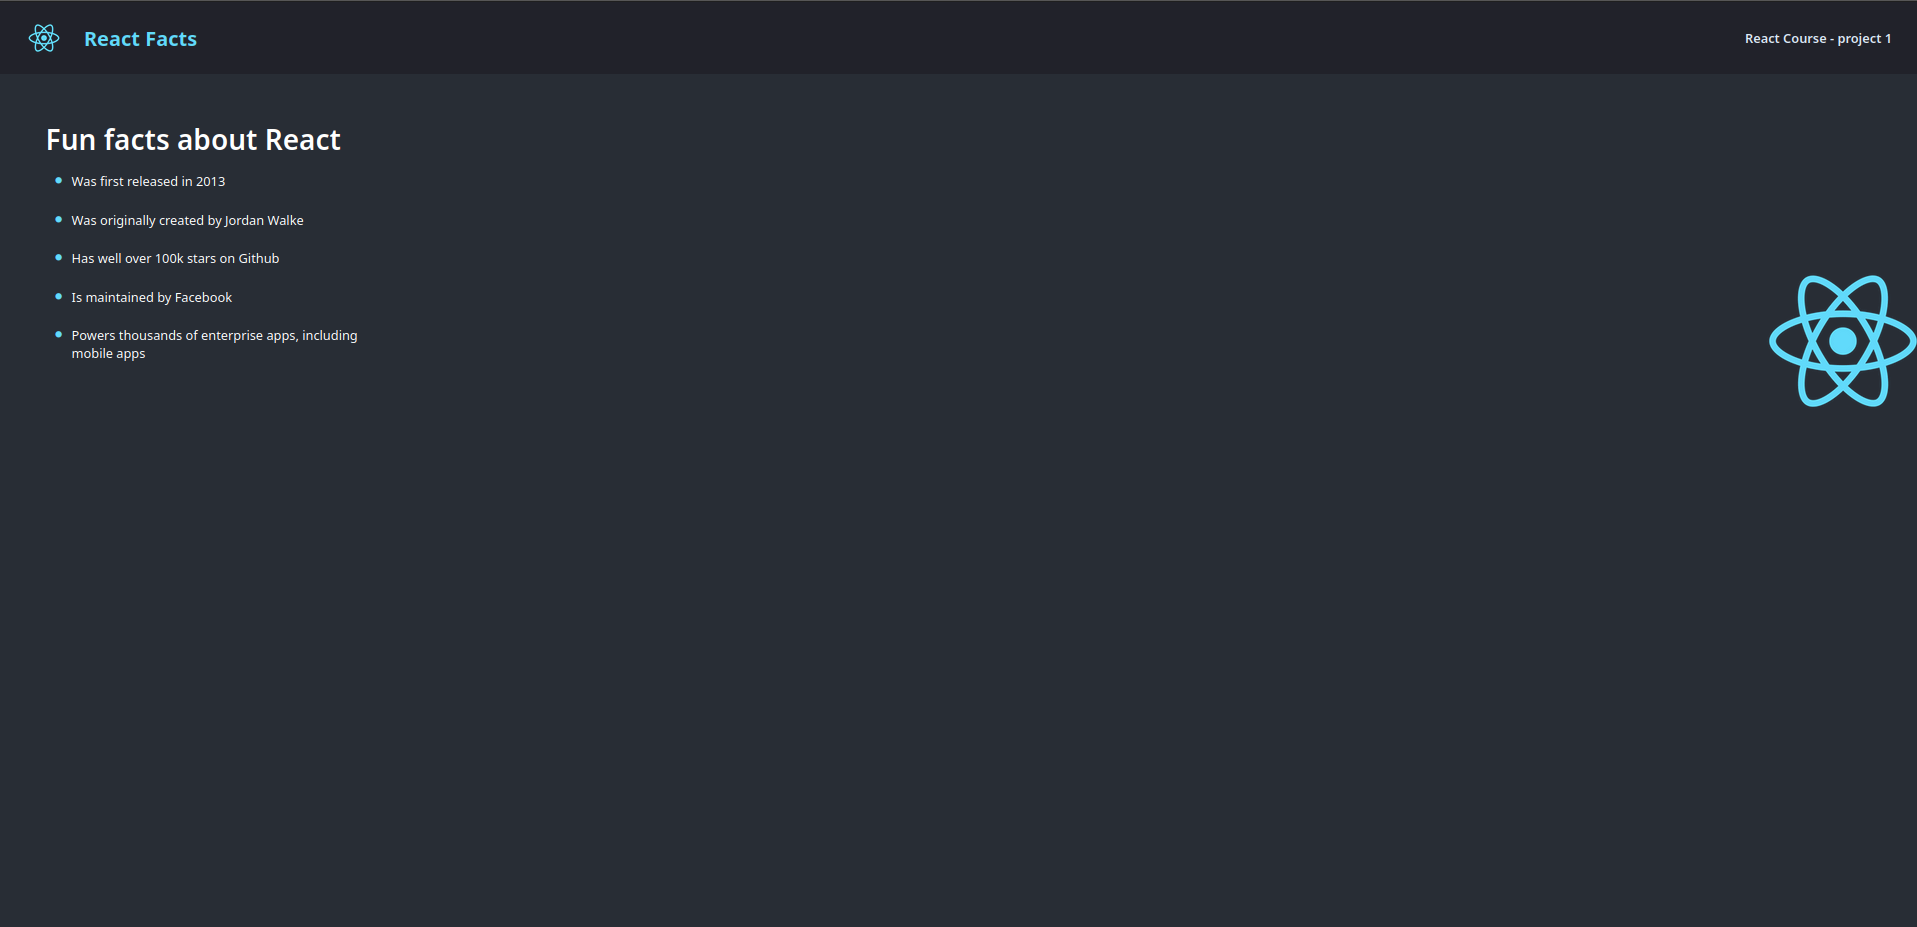 React Facts
React Course - project 1
Fun facts about React
Was first released in 2013
Was originally created by Jordan Walke
Has well over 100k stars on Github
Is maintained by Facebook
Powers thousands of enterprise apps, including
mobile apps